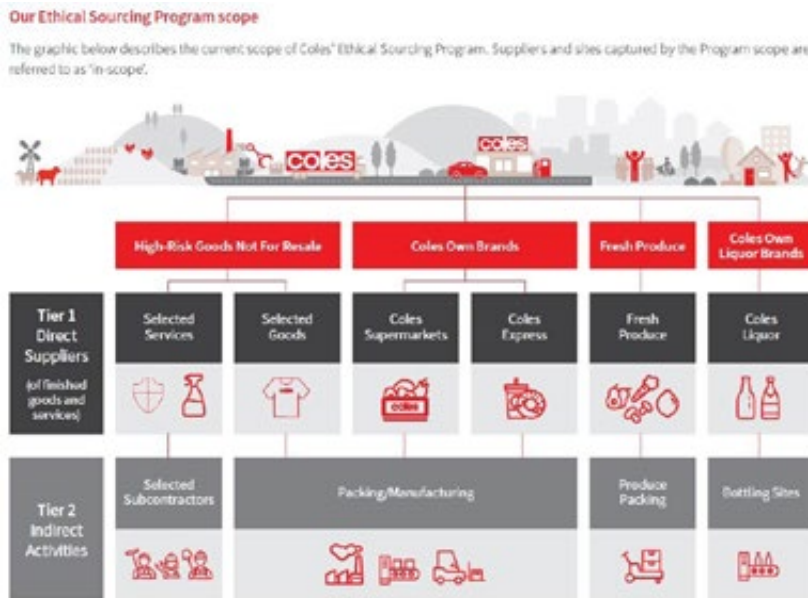 Our Ethical Sourcing Program scope
The graphic below describes the current scope of Coles' Ethical Sourcing Program. Suppliers and sites captured by the Program scope are
referred to as 'in-scope'.
coles
coles
High-Risk Goods Not For Resale
Coles Own Brands
Fresh Produce
Coles Own
Liquor Brands
Tier 1
Direct
Suppliers
(of finished
goods and
services)
Selected
Services
Selected
Goods
Coles
Supermarkets
Coles
Express
Fresh
Produce
Coles
Liquor
coles
Tier 2
Indirect
Activities
Selected
Subcontractors
Packing/Manufacturing
Produce
Packing
Bottling Sites